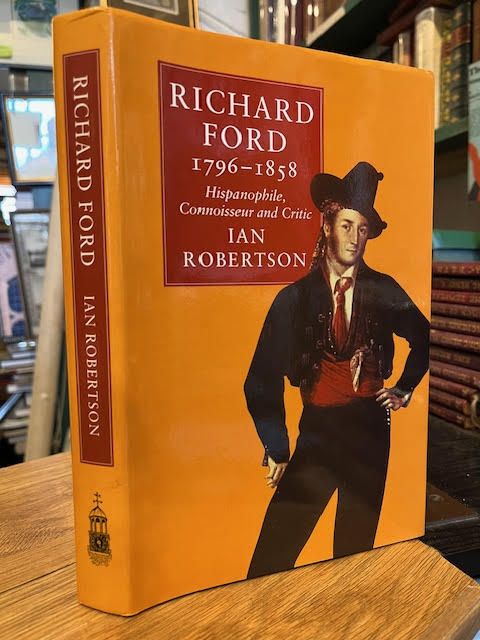 RICHARD FORD
IAN ROBERTSON
RICHARD
FORD
1796–1858
Hispanophile,
Connoisseur and Critic
IAN
ROBERTSON